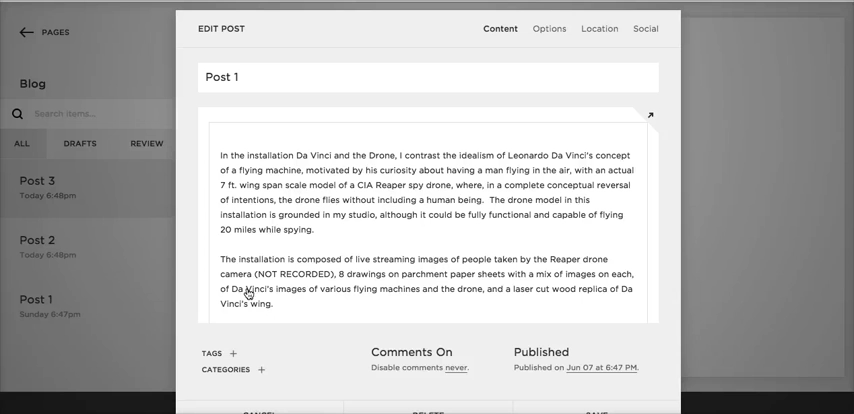 PAGES
Blog
Search items...
ALL DRAFTS REVIEW
Post 3
Today 6:48pm
Post 2
Today 6:48pm
Post 1
Sunday 6:47pm
EDIT POST
Content Options Location Social
Post 1
In the installation Da Vinci and the Drone, I contrast the idealism of Leonardo Da Vinci's concept
of a flying machine, motivated by his curiosity about having a man flying in the air, with an actual
7 ft. wing span scale model of a CIA Reaper spy drone, where, in a complete conceptual reversal
of intentions, the drone flies without including a human being. The drone model in this
installation is grounded in my studio, although it could be fully functional and capable of flying
20 miles while spying.
The installation is composed of live streaming images of people taken by the Reaper drone
camera (NOT RECORDED), 8 drawings on parchment paper sheets with a mix of images on each,
of Da Vinci's images of various flying machines and the drone, and a laser cut wood replica of Da
Vinci's wing.
TAGS +
CATEGORIES +
Comments On
Disable comments never.
Published
Published on Jun 07 at 6:47 PM.
CANCEL DELETE SAVE